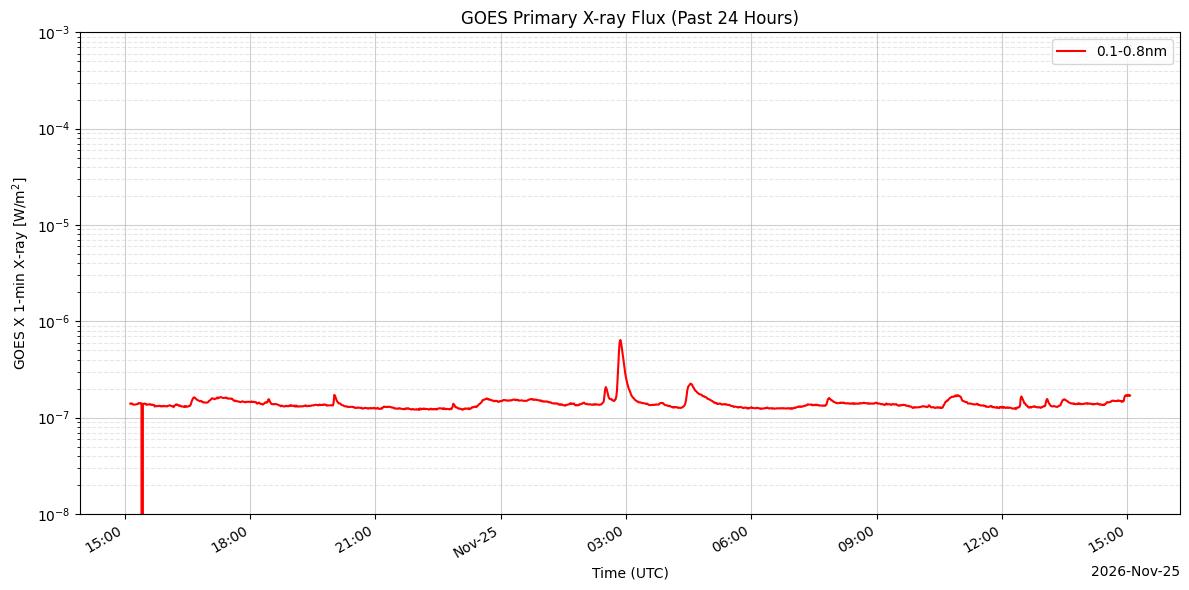 GOES Primary X-ray Flux (Past 24 Hours)
0.1-0.8nm
GOES X 1-min X-ray [W/m²]
10⁻³
10⁻⁴
10⁻⁵
10⁻⁶
10⁻⁷
10⁻⁸
15:00
18:00
21:00
Nov-25
03:00
06:00
09:00
12:00
15:00
Time (UTC)
2026-Nov-25